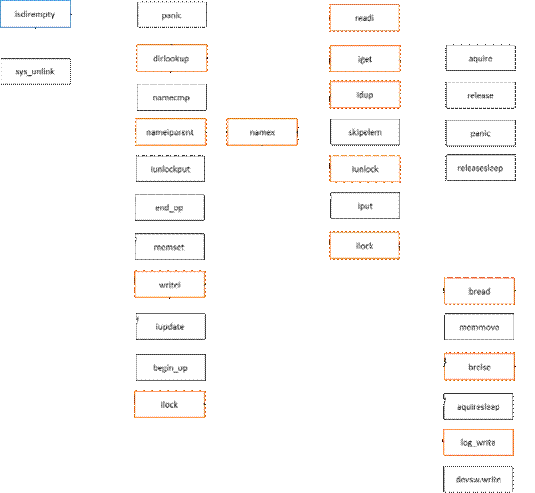 isdirempty
panic
readi
dirlookup
iget
aquire
sys_unlink
namecmp
idup
release
nameiparent
namex
skipelem
panic
iunlockput
iunlock
releasesleep
end_op
iput
memset
ilock
writei
bread
iupdate
memmove
begin_up
brelse
ilock
aquiresleep
log_write
devsw.write